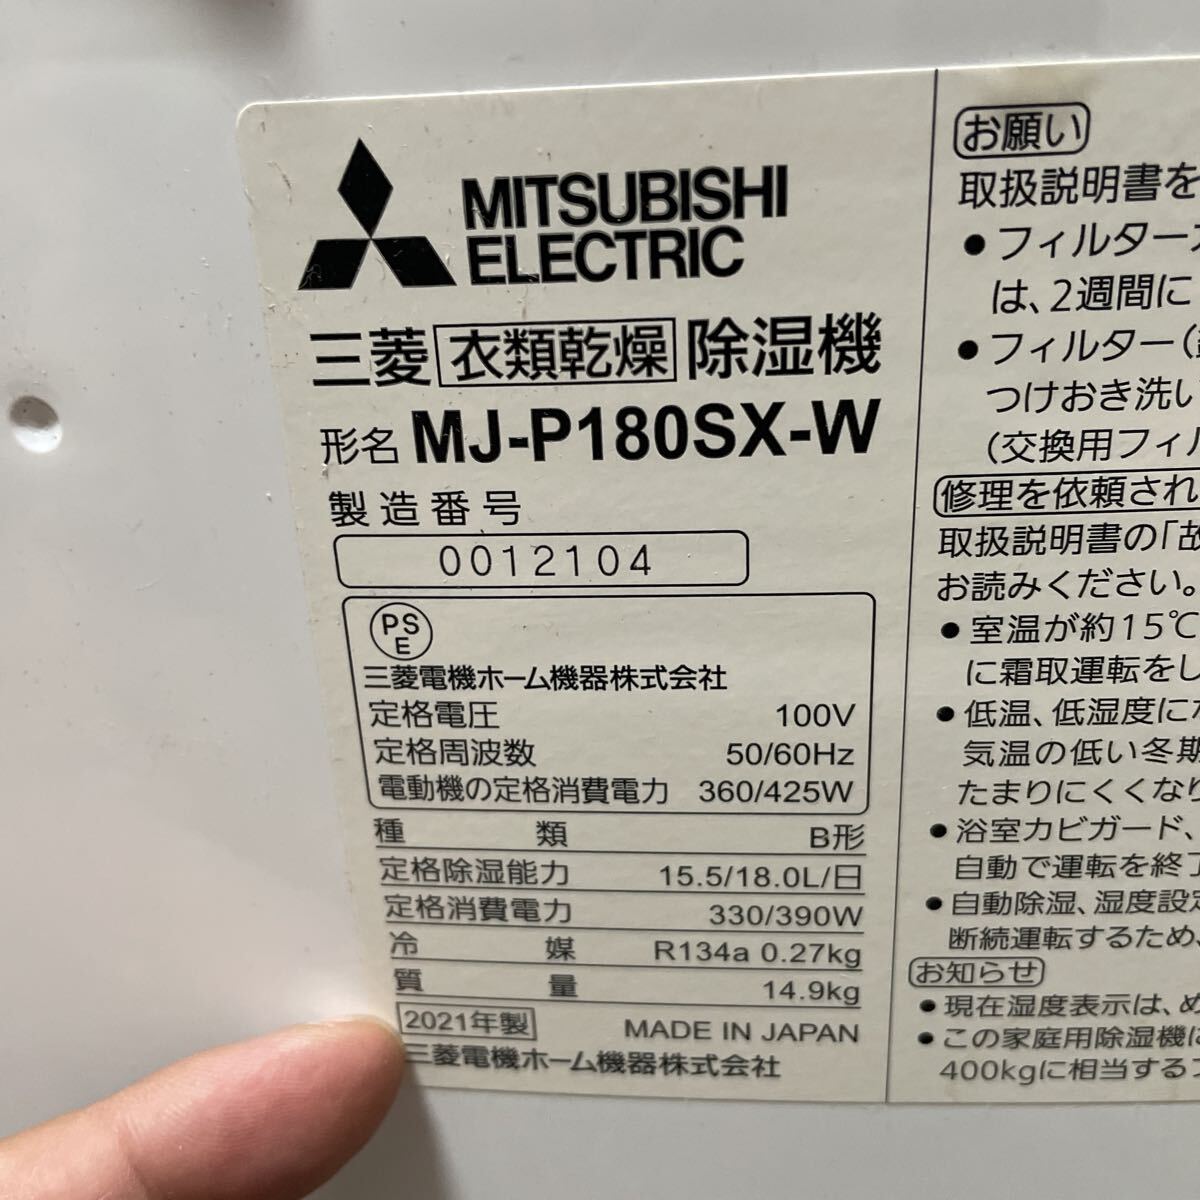 MITSUBISHI
ELECTRIC
三菱 衣類乾燥 除湿機
形名 MJ-P180SX-W
製造番号
0012104
PS
E
三菱電機ホーム機器株式会社
定格電圧 100V
定格周波数 50/60Hz
電動機の定格消費電力 360/425W
種類 B形
定格除湿能力 15.5/18.0L/日
定格消費電力 330/390W
冷媒 R134a 0.27kg
質量 14.9kg
2021年製 MADE IN JAPAN
三菱電機ホーム機器株式会社
お願い
取扱説明書を
●フィルター
は、2週間に
●フィルター(
つけおき洗い
(交換用フィル
修理を依頼され
取扱説明書の「故
お読みください。
●室温が約15℃
に霜取運転をし
●低温、低湿度に
気温の低い冬期
たまりにくくなり
●浴室カビガード、
自動で運転を終了
●自動除湿、湿度設定
断続運転するため、
お知らせ
●現在湿度表示は、め
●この家庭用除湿機に
400kgに相当する